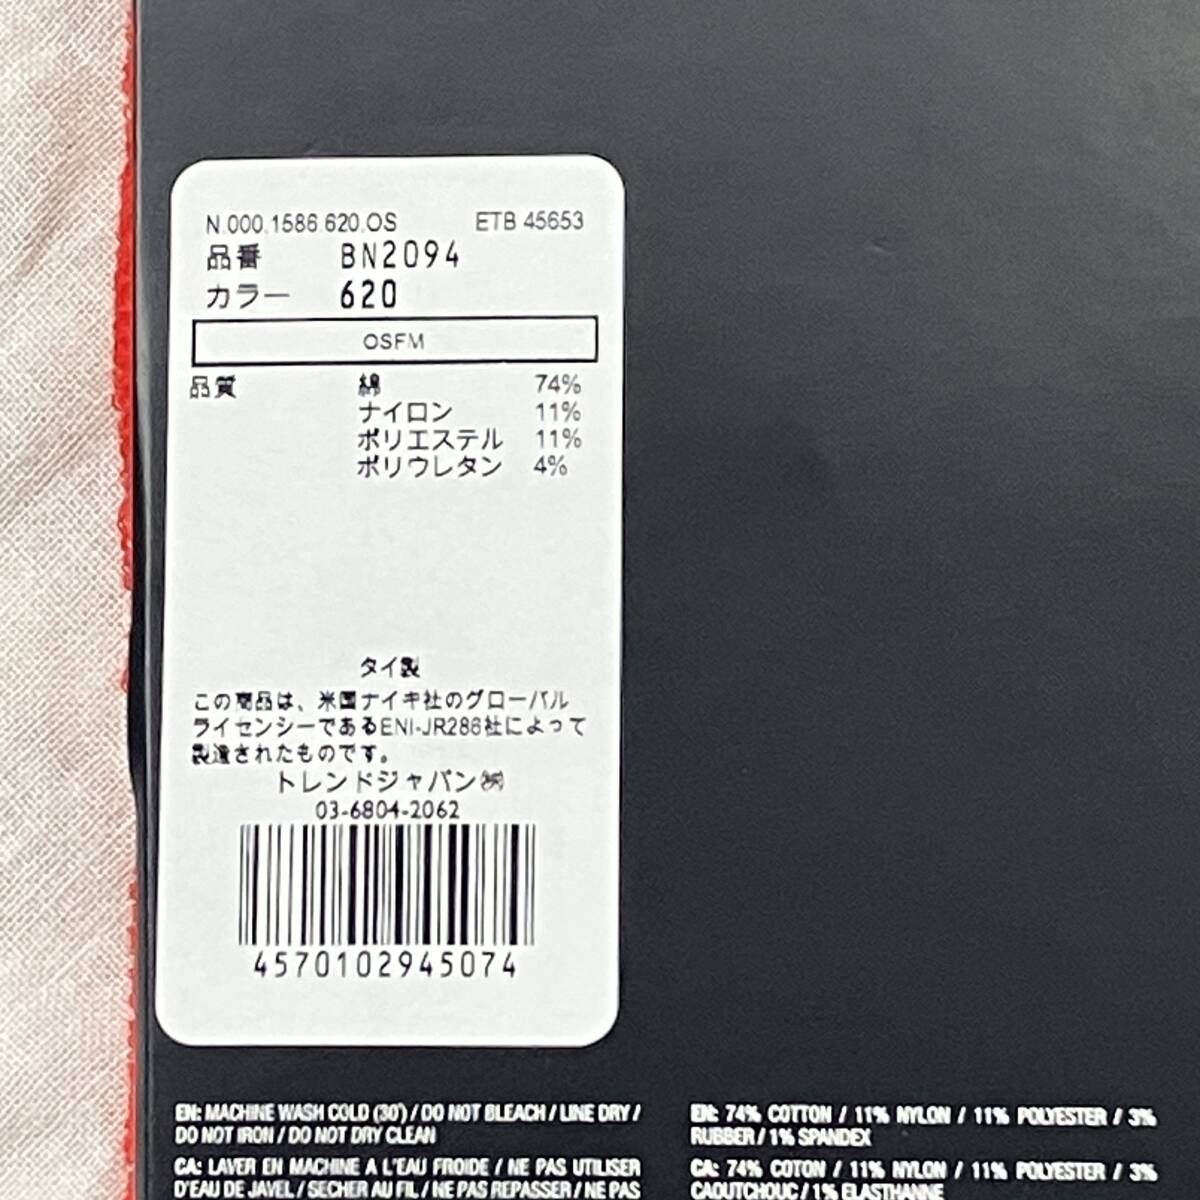 N.000.1586.620.OS ETB 45653
品番 BN2094
カラー 620
OSFM
品質 綿 74%
ナイロン 11%
ポリエステル 11%
ポリウレタン 4%
タイ製
この商品は、米国ナイキ社のグローバル
ライセンシーであるENI-JR286社によって
製造されたものです。
トレンドジャパン㈱
03-6804-2062
4570102945074
EN: MACHINE WASH COLD (30°) / DO NOT BLEACH / LINE DRY /
DO NOT IRON / DO NOT DRY CLEAN
CA: LAVER EN MACHINE A L'EAU FROIDE / NE PAS UTILISER
D'EAU DE JAVEL / SECHER AU FIL / NE PAS REPASSER / NE PAS
EN: 74% COTTON / 11% NYLON / 11% POLYESTER / 3%
RUBBER / 1% SPANDEX
CA: 74% COTON / 11% NYLON / 11% POLYESTER / 3%
CAOUTCHOUC / 1% ELASTHANNE